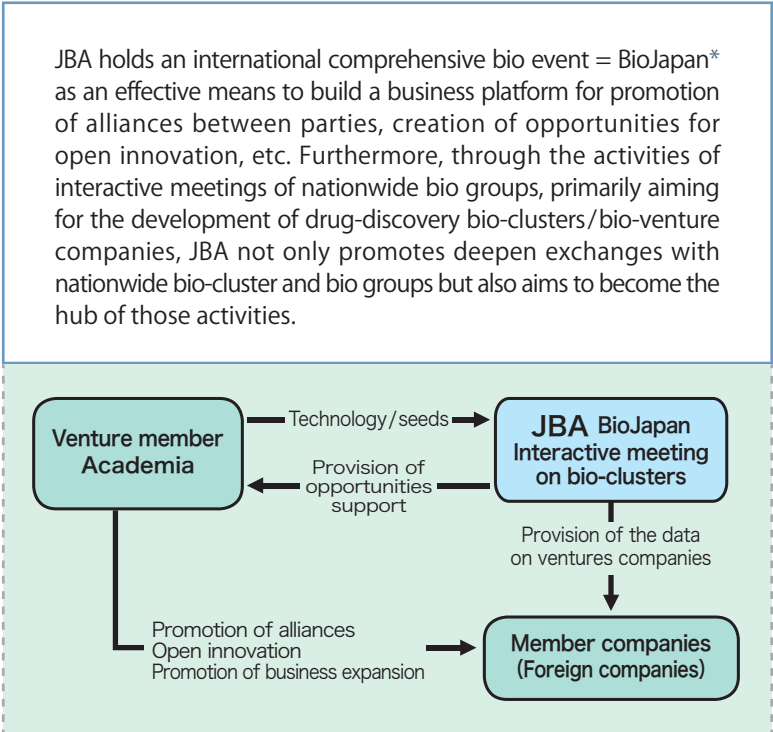 JBA holds an international comprehensive bio event = BioJapan*
as an effective means to build a business platform for promotion
of alliances between parties, creation of opportunities for
open innovation, etc. Furthermore, through the activities of
interactive meetings of nationwide bio groups, primarily aiming
for the development of drug-discovery bio-clusters/bio-venture
companies, JBA not only promotes deepen exchanges with
nationwide bio-cluster and bio groups but also aims to become the
hub of those activities.
Venture member
Academia
Technology/seeds
Provision of
opportunities
support
JBA BioJapan
Interactive meeting
on bio-clusters
Provision of the data
on ventures companies
Promotion of alliances
Open innovation
Promotion of business expansion
Member companies
(Foreign companies)